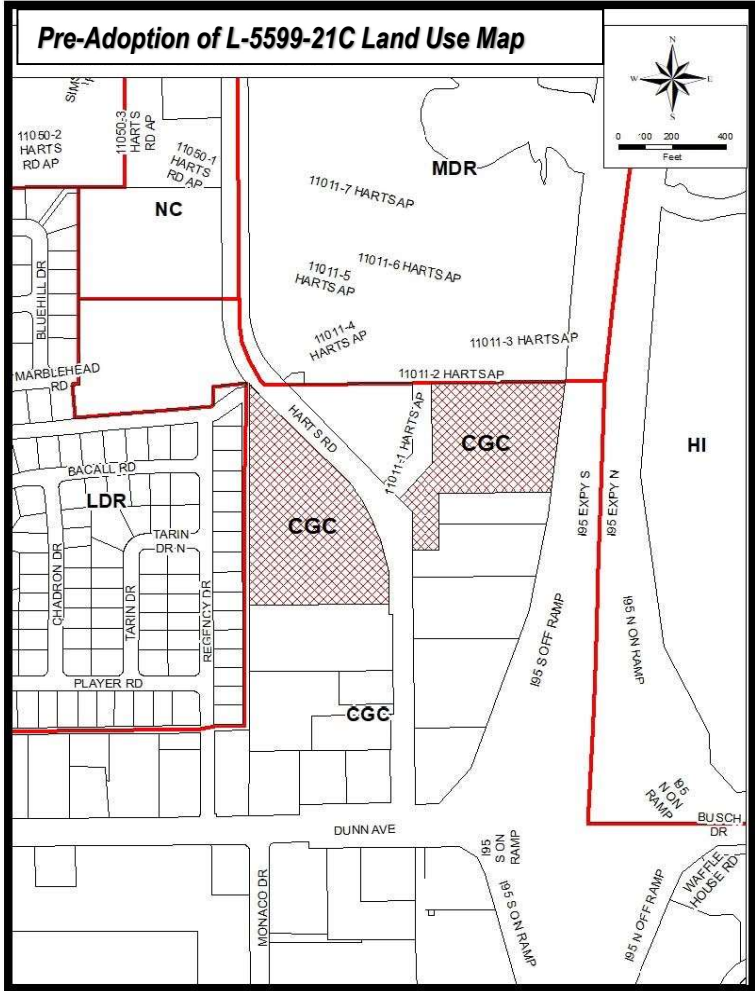 Pre-Adoption of L-5599-21C Land Use Map
N
W
E
S
0 100 200 400
Feet
11050-2
HARTS
RD AP
11050-3
HARTS
RD AP
11050-1
HARTS
RD AP
NC
MDR
11011-7 HARTS AP
11011-6 HARTS AP
11011-5
HARTS AP
11011-4
HARTS AP
11011-3 HARTS AP
11011-2 HARTS AP
11011-1 HARTS AP
BLUEHILL DR
MARBLEHEAD
RD
HARTS RD
CGC
CGC
HI
BACALL RD
LDR
TARIN
DR N
CHADRON DR
TARIN DR
REGENCY DR
PLAYER RD
I95 EXPY S
I95 EXPY N
I95 S OFF RAMP
I95 N ON RAMP
CGC
I95
N ON
RAMP
BUSCH
DR
DUNN AVE
I95
S ON
RAMP
WAFFLE
HOUSE RD
MONACO DR
I95 S ON RAMP
I95 N OFF RAMP